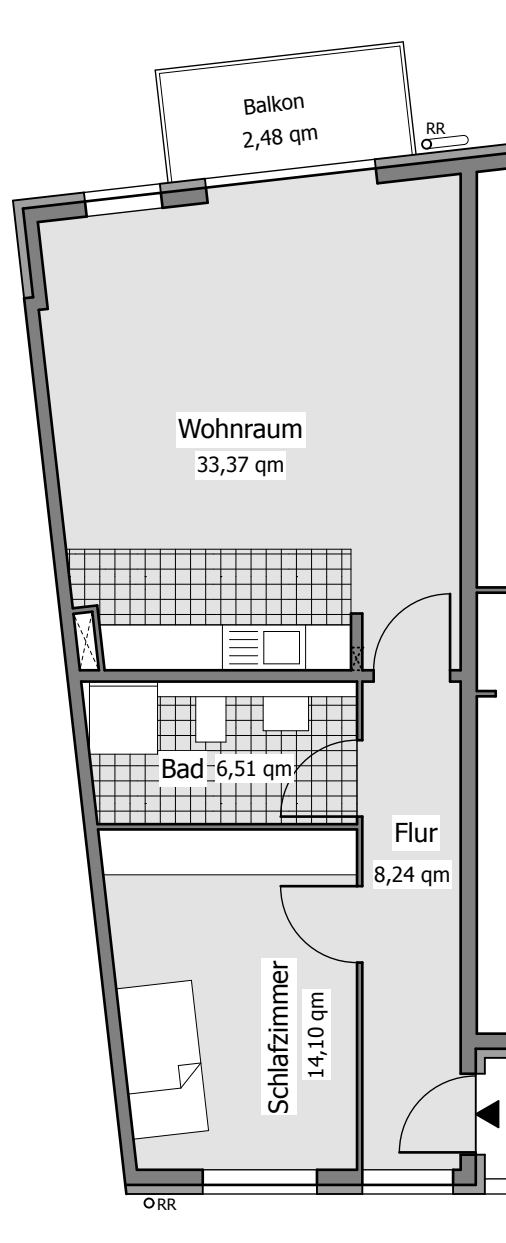 Balkon
2,48 qm
RR
Wohnraum
33,37 qm
Bad 6,51 qm
Flur
8,24 qm
Schlafzimmer
14,10 qm
RR